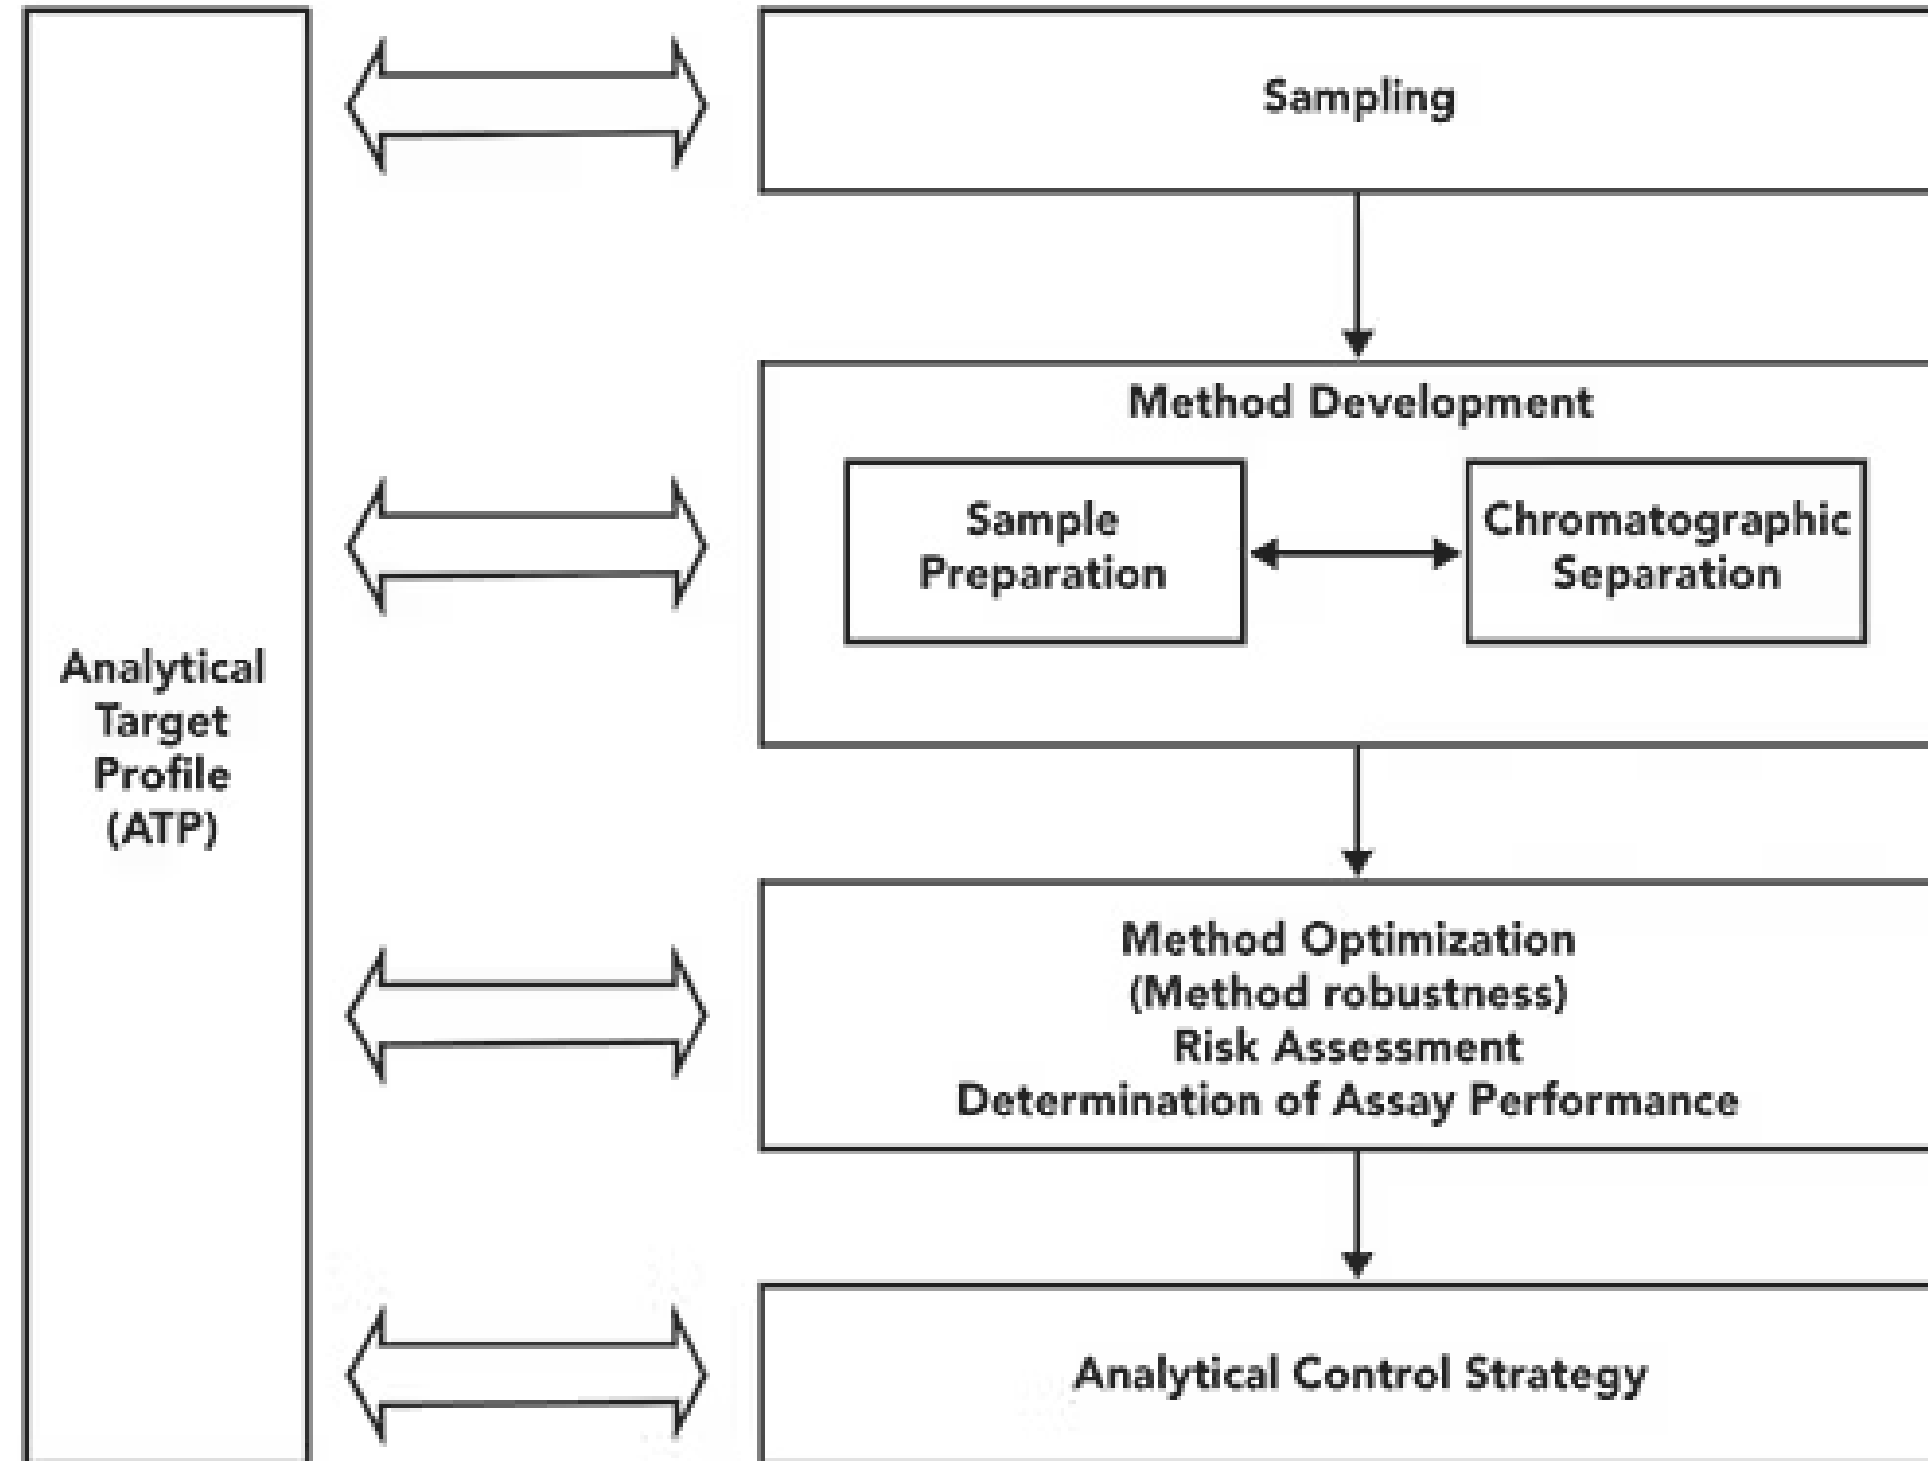 Analytical
Target
Profile
(ATP)
Sampling
Method Development
Sample
Preparation
Chromatographic
Separation
Method Optimization
(Method robustness)
Risk Assessment
Determination of Assay Performance
Analytical Control Strategy